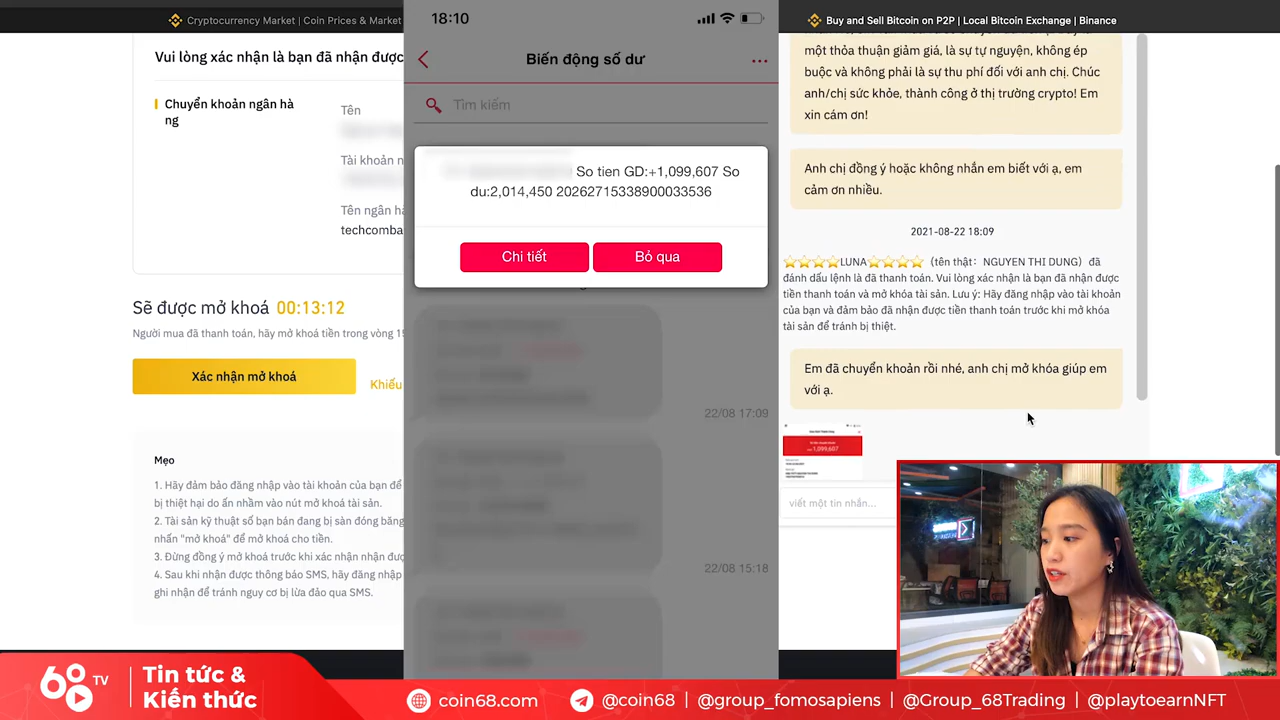 Cryptocurrency Market | Coin Prices & Market
Vui lòng xác nhận là bạn đã nhận được
Chuyển khoản ngân hà
ng
Tên
Tài khoản n
Tên ngân hà
techcomba
Sẽ được mở khoá 00:13:12
Người mua đã thanh toán, hãy mở khoá tiền trong vòng 15
Xác nhận mở khoá
Khiếu
Mẹo
1. Hãy đảm bảo đăng nhập vào tài khoản của bạn để
bị thiệt hại do ấn nhầm vào nút mở khoá tài sản.
2. Tài sản kỹ thuật số bạn bán đang bị sàn đóng băng
nhấn "mở khoá" để mở khoá cho tiền.
3. Đừng đồng ý mở khoá trước khi xác nhận nhận đượ
4. Sau khi nhận được thông báo SMS, hãy đăng nhập
ghi nhận để tránh nguy cơ bị lừa đảo qua SMS.
18:10
Biến động số dư
Tìm kiếm
So tien GD:+1,099,607 So
du:2,014,450 20262715338900033536
Chi tiết
Bỏ qua
22/08 17:09
22/08 15:18
Buy and Sell Bitcoin on P2P | Local Bitcoin Exchange | Binance
một thỏa thuận giảm giá, là sự tự nguyện, không ép
buộc và không phải là sự thu phí đối với anh chị. Chúc
anh/chị sức khỏe, thành công ở thị trường crypto! Em
xin cám ơn!
Anh chị đồng ý hoặc không nhắn em biết với ạ, em
cảm ơn nhiều.
2021-08-22 18:09
⭐⭐⭐⭐LUNA⭐⭐⭐⭐ (tên thật: NGUYEN THI DUNG) đã
đánh dấu lệnh là đã thanh toán. Vui lòng xác nhận là bạn đã nhận được
tiền thanh toán và mở khóa tài sản. Lưu ý: Hãy đăng nhập vào tài khoản
của bạn và đảm bảo đã nhận được tiền thanh toán trước khi mở khóa
tài sản để tránh bị thiệt.
Em đã chuyển khoản rồi nhé, anh chị mở khóa giúp em
với ạ.
1,099,607
viết một tin nhắn...
68 TV
Tin tức &
Kiến thức
coin68.com
@coin68 | @group_fomosapiens | @Group_68Trading | @playtoearnNFT